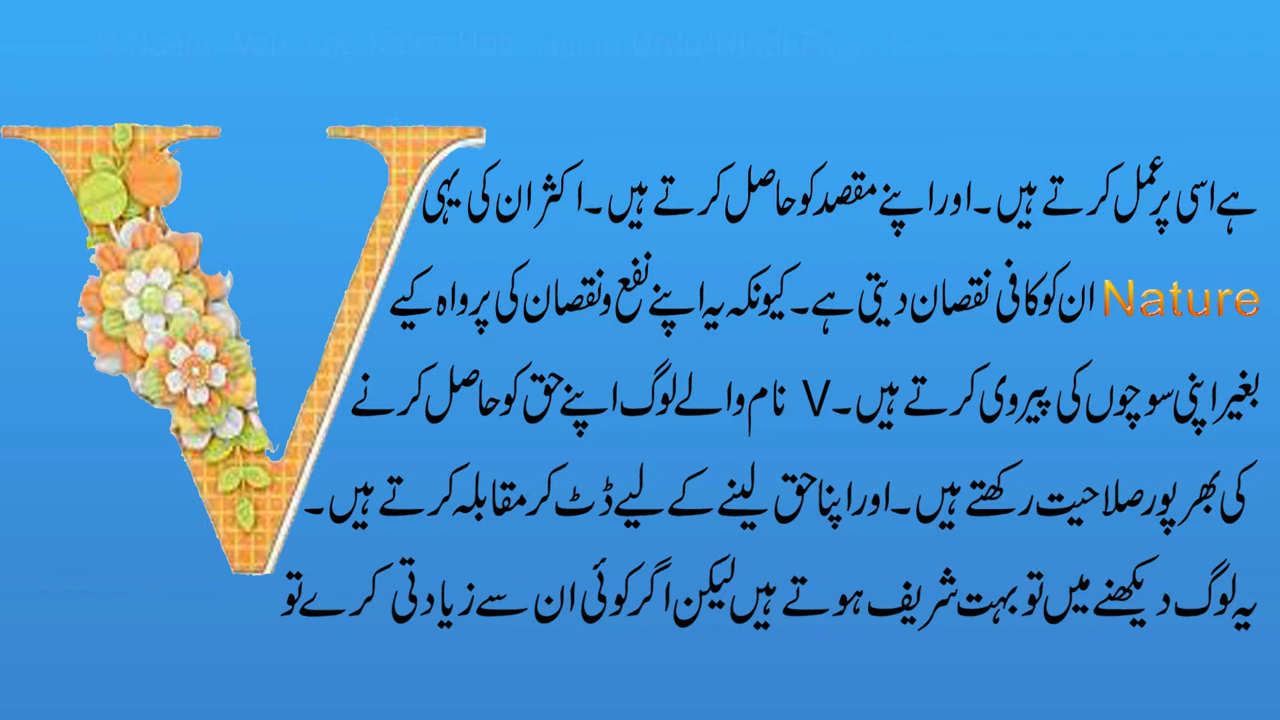 V
ہے اسی پر عمل کرتے ہیں۔ اور اپنے مقصد کو حاصل کرتے ہیں۔ اکثر ان کی یہی
Nature ان کو کافی نقصان دیتی ہے۔ کیونکہ یہ اپنے نفع و نقصان کی پرواہ کیے
بغیر اپنی سوچوں کی پیروی کرتے ہیں۔ V نام والے لوگ اپنے حق کو حاصل کرنے
کی بھرپور صلاحیت رکھتے ہیں۔ اور اپنا حق لینے کے لیے ڈٹ کر مقابلہ کرتے ہیں۔
یہ لوگ دیکھنے میں تو بہت شریف ہوتے ہیں لیکن اگر کوئی ان سے زیادتی کرے تو